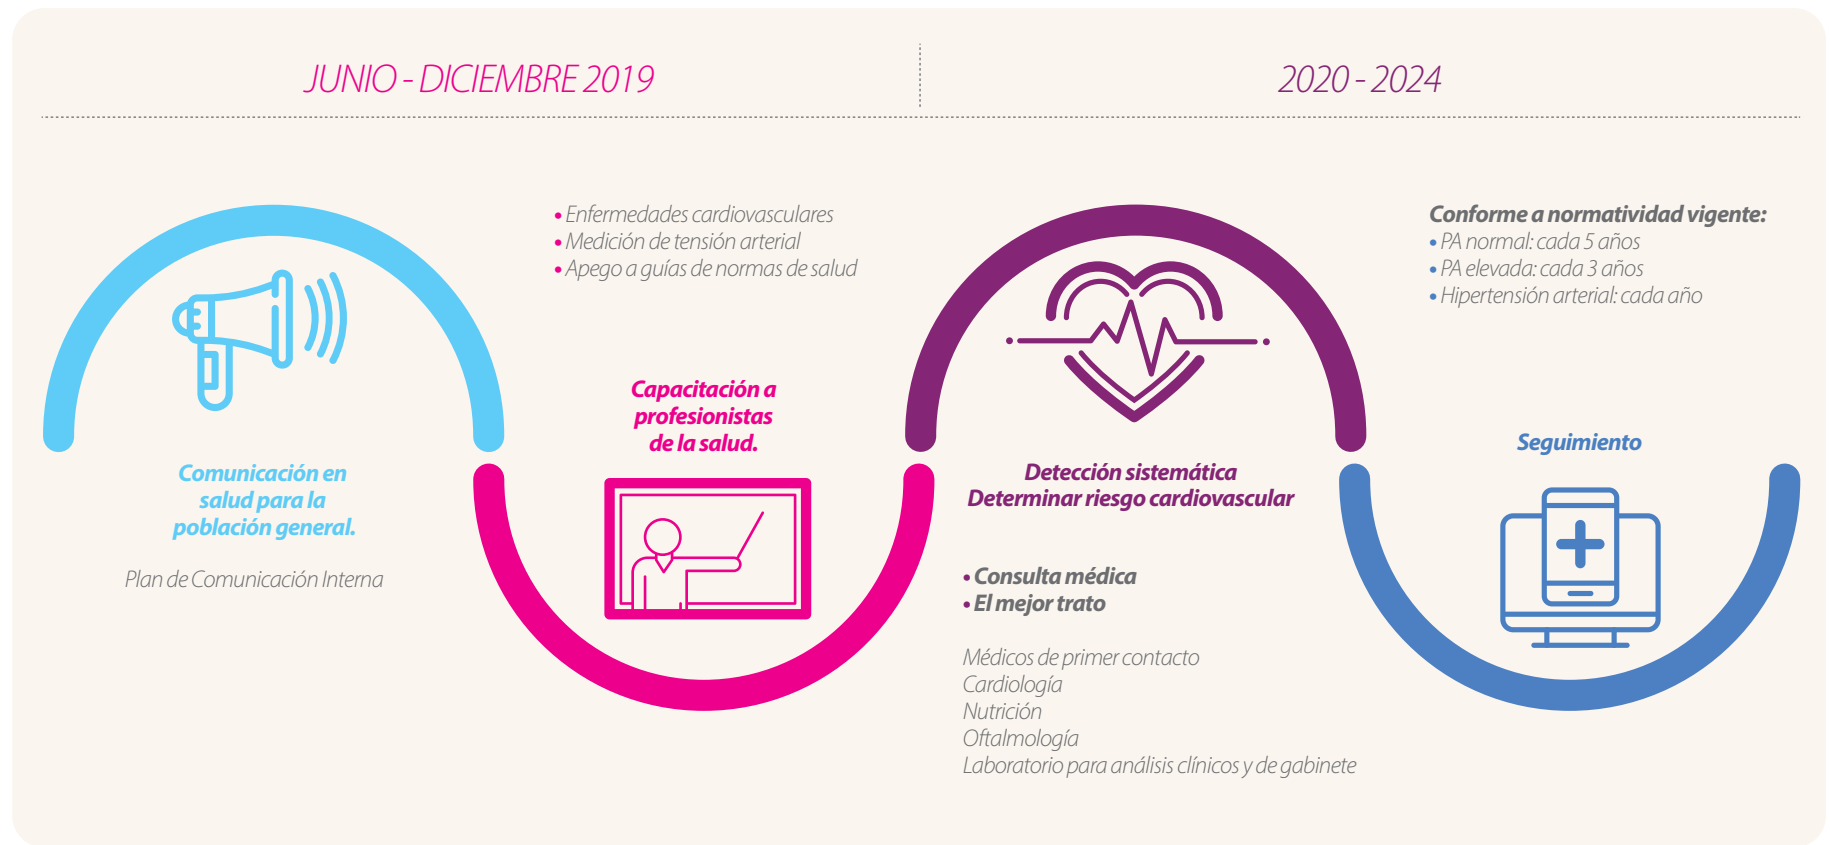 JUNIO - DICIEMBRE 2019
2020 - 2024
Comunicación en
salud para la
población general.
Plan de Comunicación Interna
• Enfermedades cardiovasculares
• Medición de tensión arterial
• Apego a guías de normas de salud
Capacitación a
profesionistas
de la salud.
Detección sistemática
Determinar riesgo cardiovascular
• Consulta médica
• El mejor trato
Médicos de primer contacto
Cardiología
Nutrición
Oftalmología
Laboratorio para análisis clínicos y de gabinete
Conforme a normatividad vigente:
• PA normal: cada 5 años
• PA elevada: cada 3 años
• Hipertensión arterial: cada año
Seguimiento